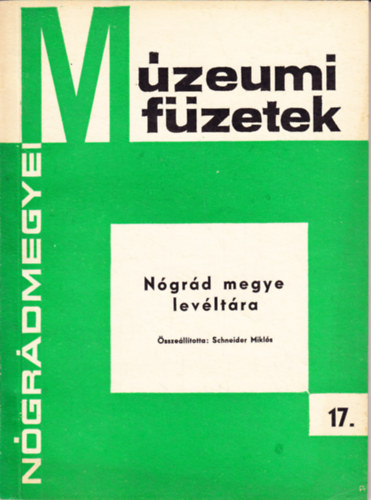 NÓGRÁDMEGYEI
Múzeumi
füzetek
Nógrád megye
levéltára
Összeállította: Schneider Miklós
17.